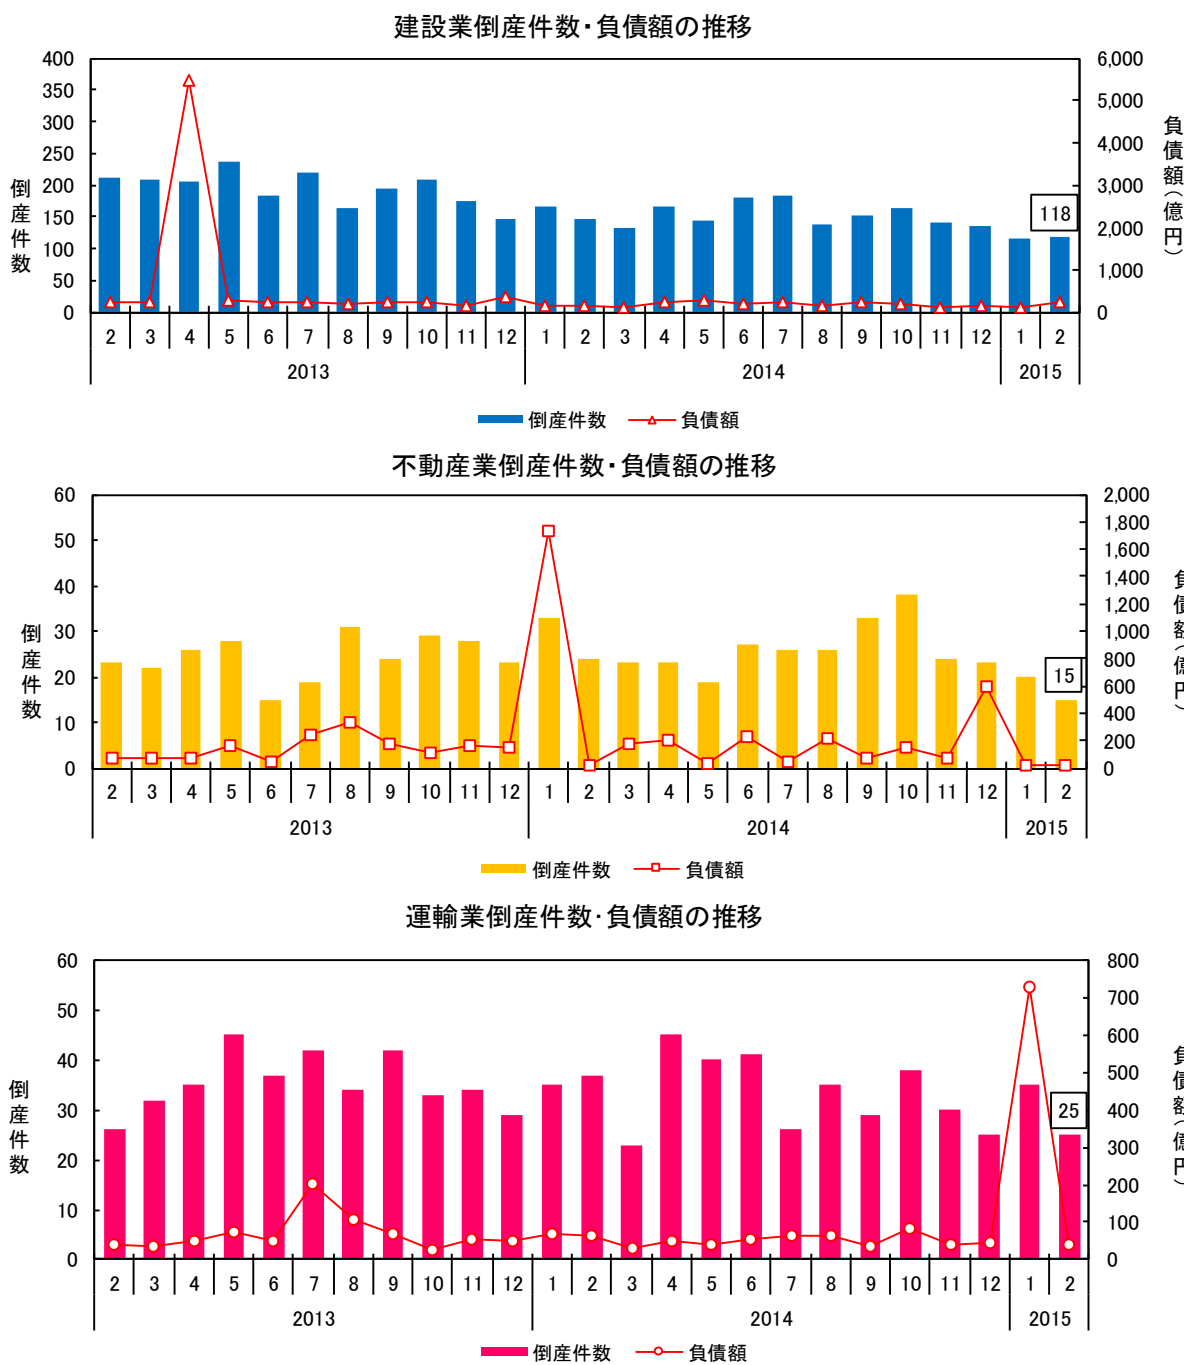 建設業倒産件数・負債額の推移
400 350 300 250 200 150 100 50 0
倒産件数
6,000 5,000 4,000 3,000 2,000 1,000 0
負債額(億円)
118
2 3 4 5 6 7 8 9 10 11 12 1 2 3 4 5 6 7 8 9 10 11 12 1 2
2013 2014 2015
倒産件数 負債額
不動産業倒産件数・負債額の推移
60 50 40 30 20 10 0
倒産件数
2,000 1,800 1,600 1,400 1,200 1,000 800 600 400 200 0
負債額(億円)
15
2 3 4 5 6 7 8 9 10 11 12 1 2 3 4 5 6 7 8 9 10 11 12 1 2
2013 2014 2015
倒産件数 負債額
運輸業倒産件数・負債額の推移
60 50 40 30 20 10 0
倒産件数
800 700 600 500 400 300 200 100 0
負債額(億円)
25
2 3 4 5 6 7 8 9 10 11 12 1 2 3 4 5 6 7 8 9 10 11 12 1 2
2013 2014 2015
倒産件数 負債額